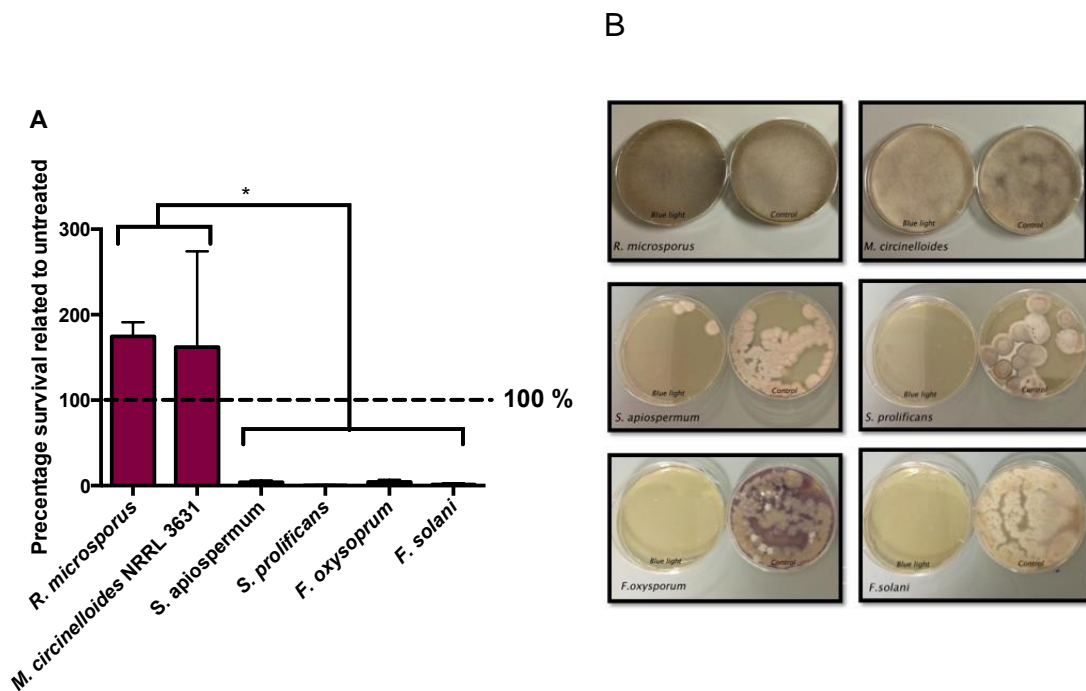 A
Precentage survival related to untreated
300
200
100
0
*
100 %
R. microsporus
M. circinelloides NRRL 3631
S. apiospermum
S. prolificans
F. oxysoprum
F. solani
B
Blue light
Control
R. microsporus
Blue light
Control
M. circinelloides
Blue light
Control
S. apiospermum
Blue light
Control
S. prolificans
Blue light
Control
F.oxysporum
Blue light
Control
F.solani